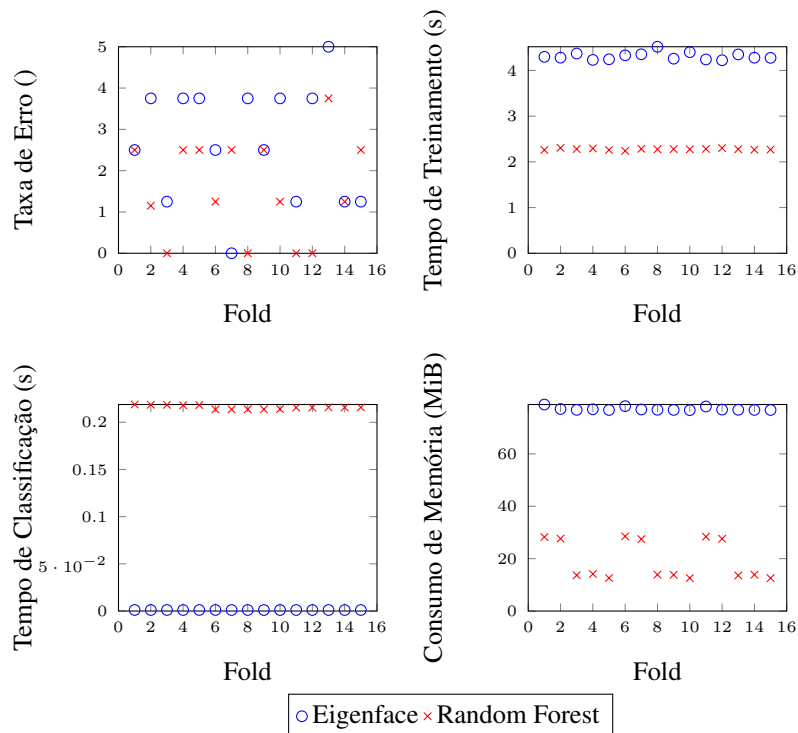 Taxa de Erro ()
5
4
3
2
1
0
0 2 4 6 8 10 12 14 16
Fold
Tempo de Treinamento (s)
4
2
0
0 2 4 6 8 10 12 14 16
Fold
Tempo de Classificação (s)
0.2
0.15
0.1
5 · 10⁻²
0
0 2 4 6 8 10 12 14 16
Fold
Consumo de Memória (MiB)
60
40
20
0
0 2 4 6 8 10 12 14 16
Fold
Eigenface Random Forest